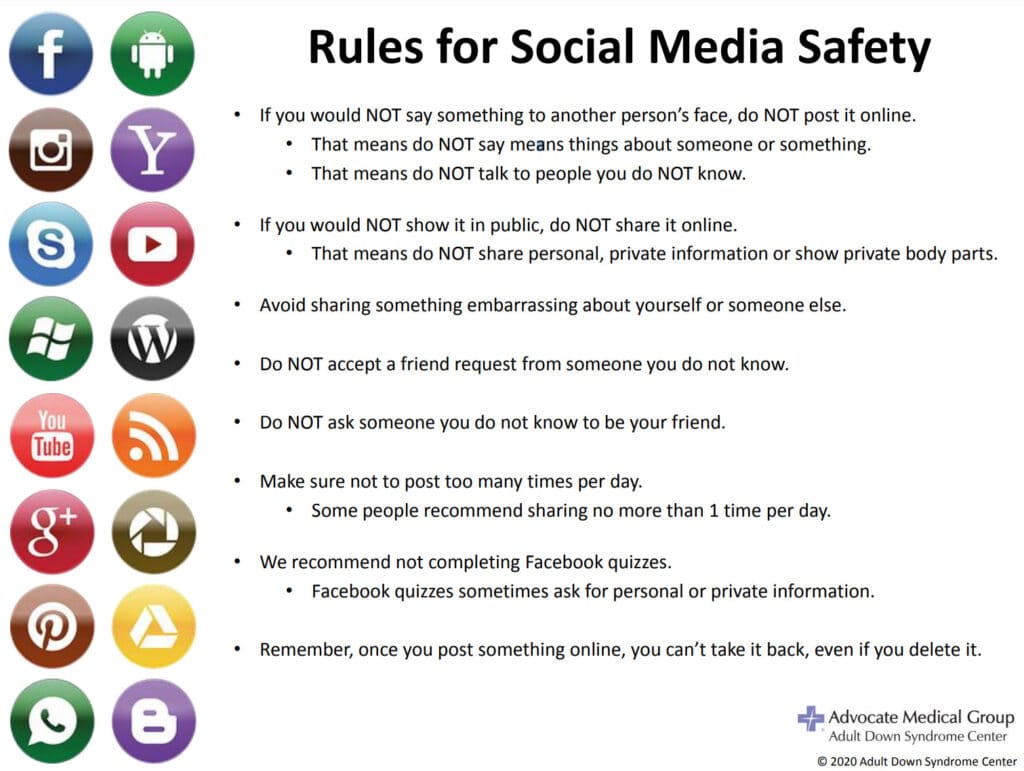 Rules for Social Media Safety
• If you would NOT say something to another person's face, do NOT post it online.
• That means do NOT say means things about someone or something.
• That means do NOT talk to people you do NOT know.
• If you would NOT show it in public, do NOT share it online.
• That means do NOT share personal, private information or show private body parts.
• Avoid sharing something embarrassing about yourself or someone else.
• Do NOT accept a friend request from someone you do not know.
• Do NOT ask someone you do not know to be your friend.
• Make sure not to post too many times per day.
• Some people recommend sharing no more than 1 time per day.
• We recommend not completing Facebook quizzes.
• Facebook quizzes sometimes ask for personal or private information.
• Remember, once you post something online, you can't take it back, even if you delete it.
f
Y
S
W
You
Tube
g+
P
B
Advocate Medical Group
Adult Down Syndrome Center
© 2020 Adult Down Syndrome Center